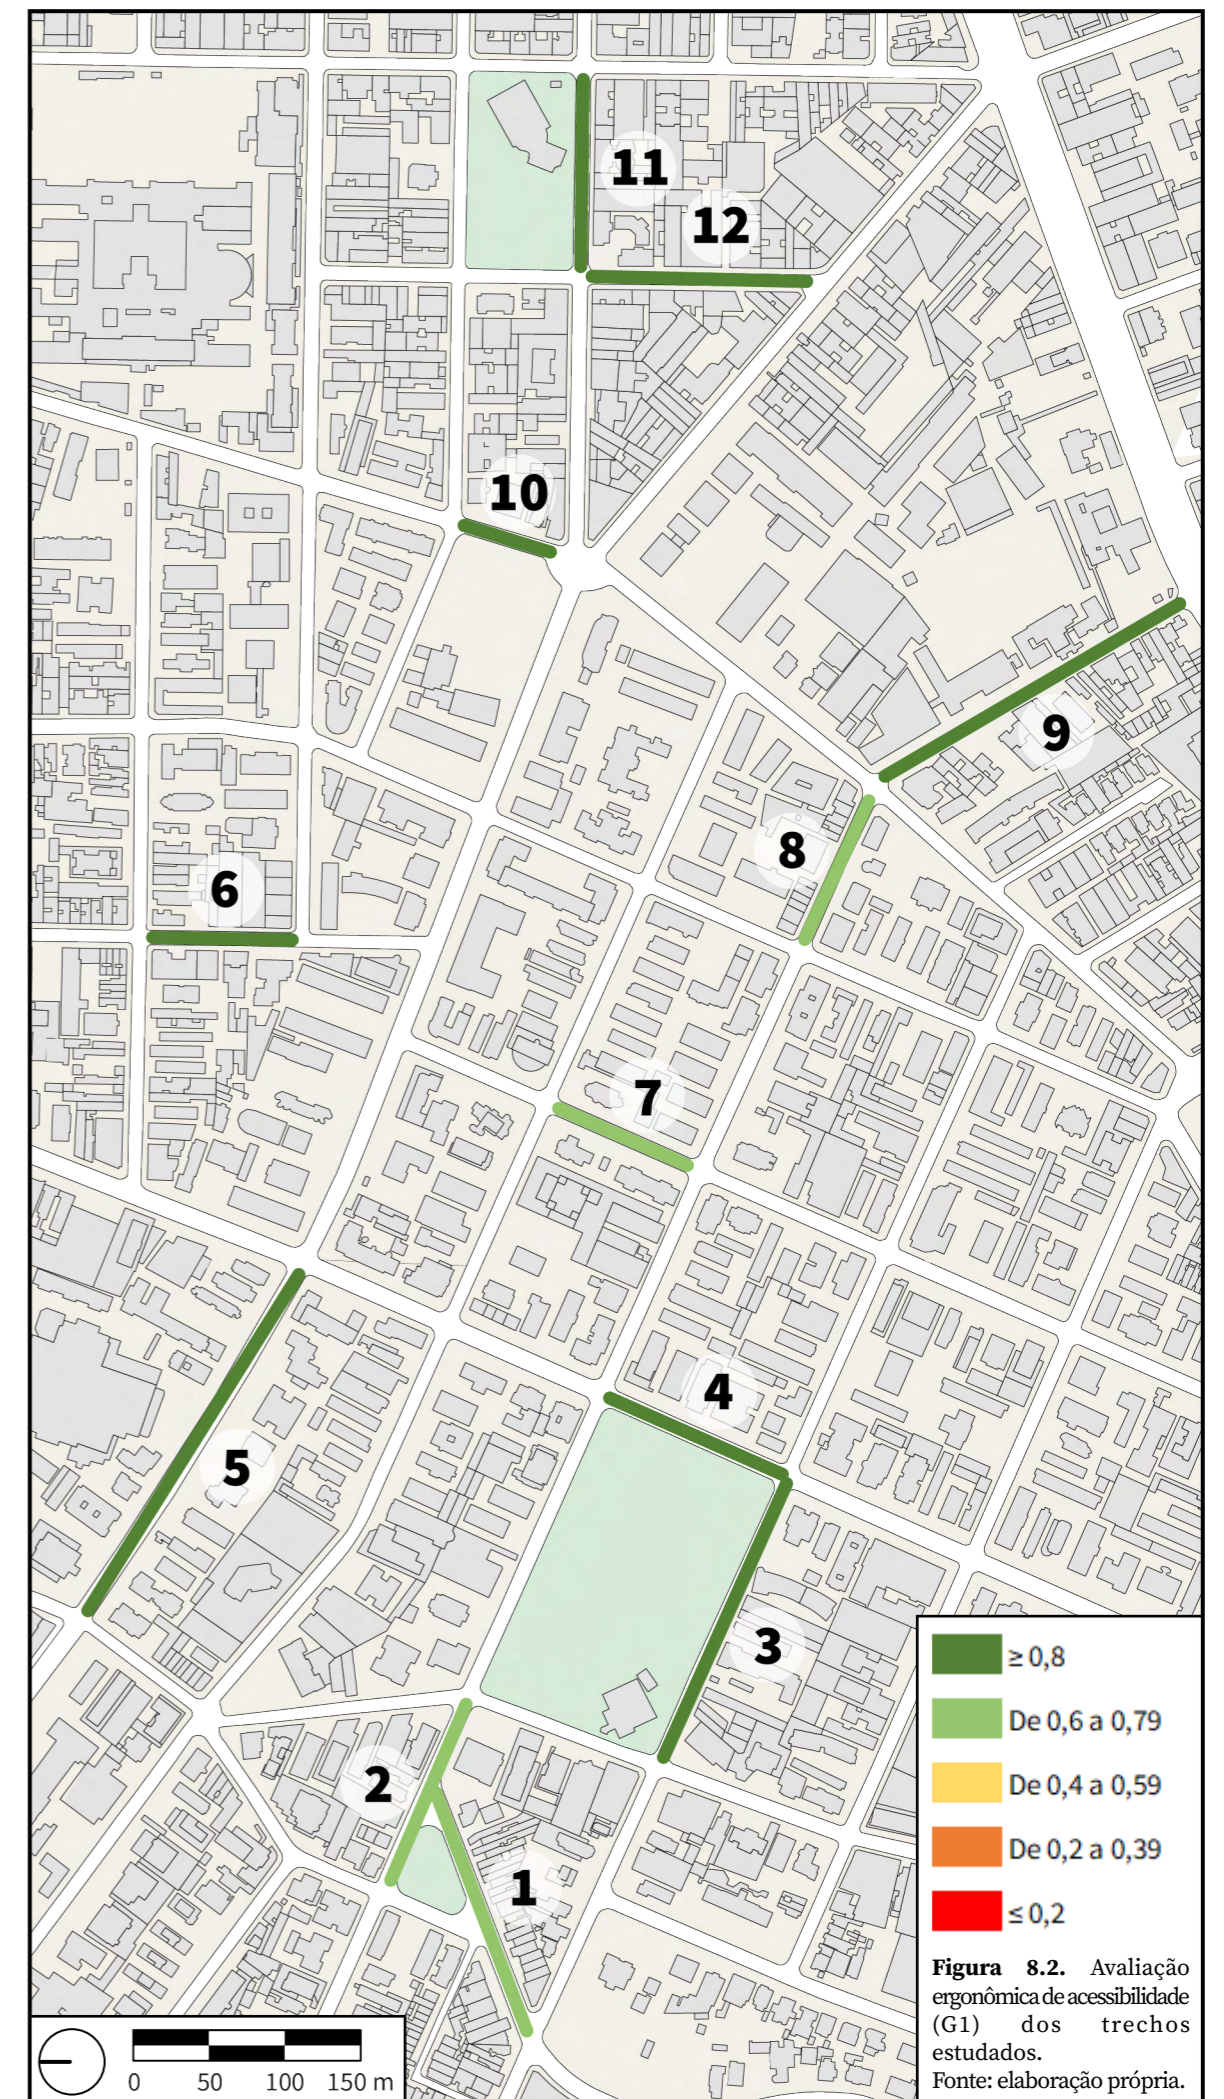 11
12
10
9
8
6
7
4
5
3
2
1
≥ 0,8
De 0,6 a 0,79
De 0,4 a 0,59
De 0,2 a 0,39
≤ 0,2
Figura 8.2. Avaliação
ergonômica de acessibilidade
(G1) dos trechos
estudados.
Fonte: elaboração própria.
0 50 100 150 m